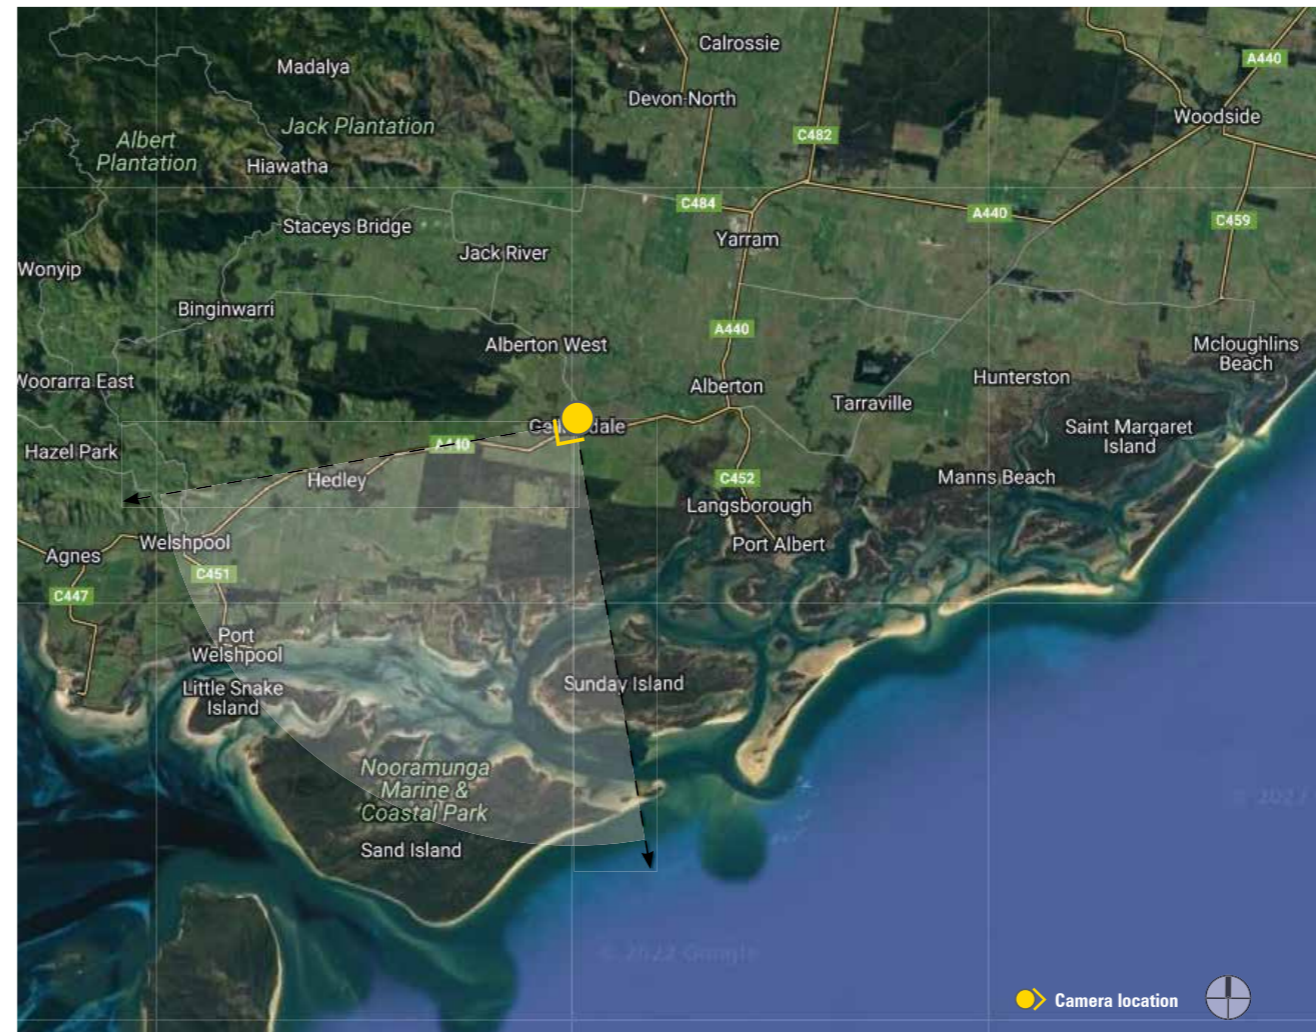 Calrossie
A440
Madalya
Devon North
Woodside
Jack Plantation
Albert
Plantation
C482
Hiawatha
C484
A440
C459
Staceys Bridge
Yarram
Jack River
Wonyip
Binginwarri
A440
Alberton West
Mcloughlins
Beach
Woorarra East
Alberton
Hunterston
Tarraville
Saint Margaret
Island
A440
Hazel Park
Hedley
C452
Manns Beach
Langsborough
Welshpool
Port Albert
Agnes
C451
C447
Port
Welshpool
Little Snake
Island
Sunday Island
Nooramunga
Marine &
Coastal Park
Sand Island
© 2022 Google
Camera location